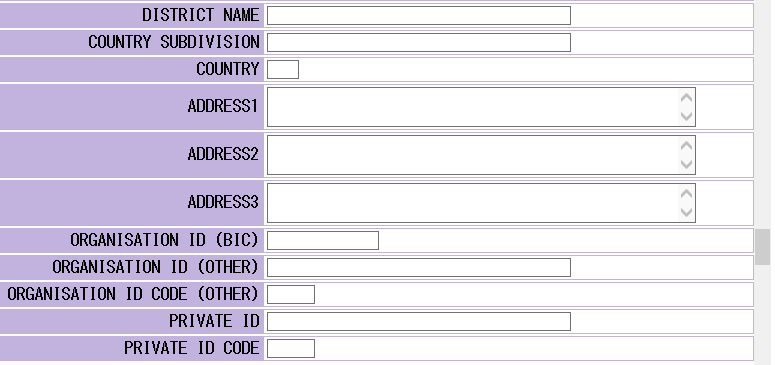 DISTRICT NAME
COUNTRY SUBDIVISION
COUNTRY
ADDRESS1
ADDRESS2
ADDRESS3
ORGANISATION ID (BIC)
ORGANISATION ID (OTHER)
ORGANISATION ID CODE (OTHER)
PRIVATE ID
PRIVATE ID CODE